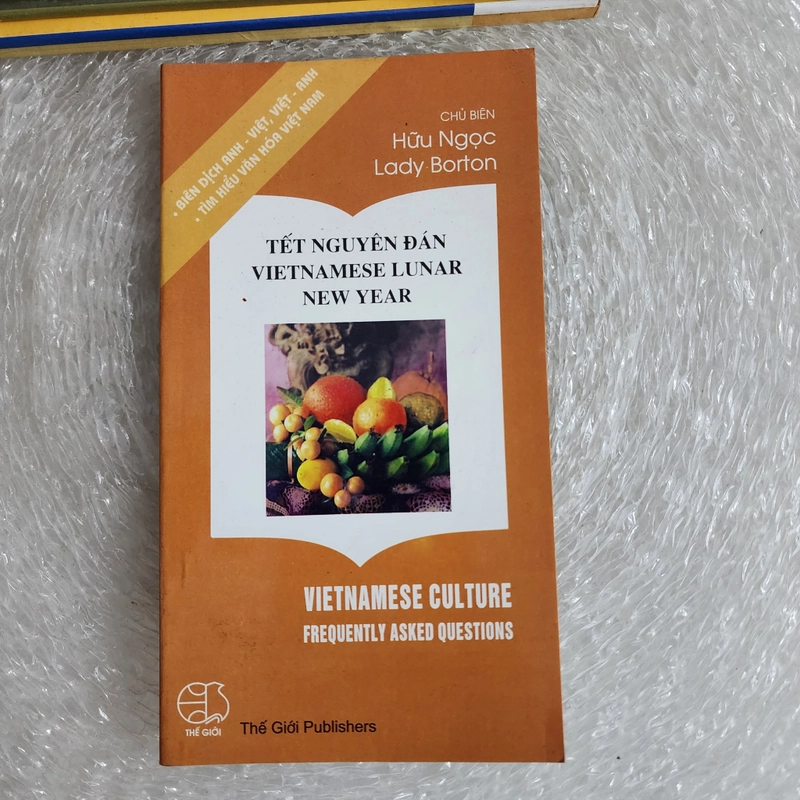 • BIÊN DỊCH ANH - VIỆT, VIỆT - ANH
• TÌM HIỂU VĂN HÓA VIỆT NAM
CHỦ BIÊN
Hữu Ngọc
Lady Borton
TẾT NGUYÊN ĐÁN
VIETNAMESE LUNAR
NEW YEAR
VIETNAMESE CULTURE
FREQUENTLY ASKED QUESTIONS
THẾ GIỚI
Thế Giới Publishers